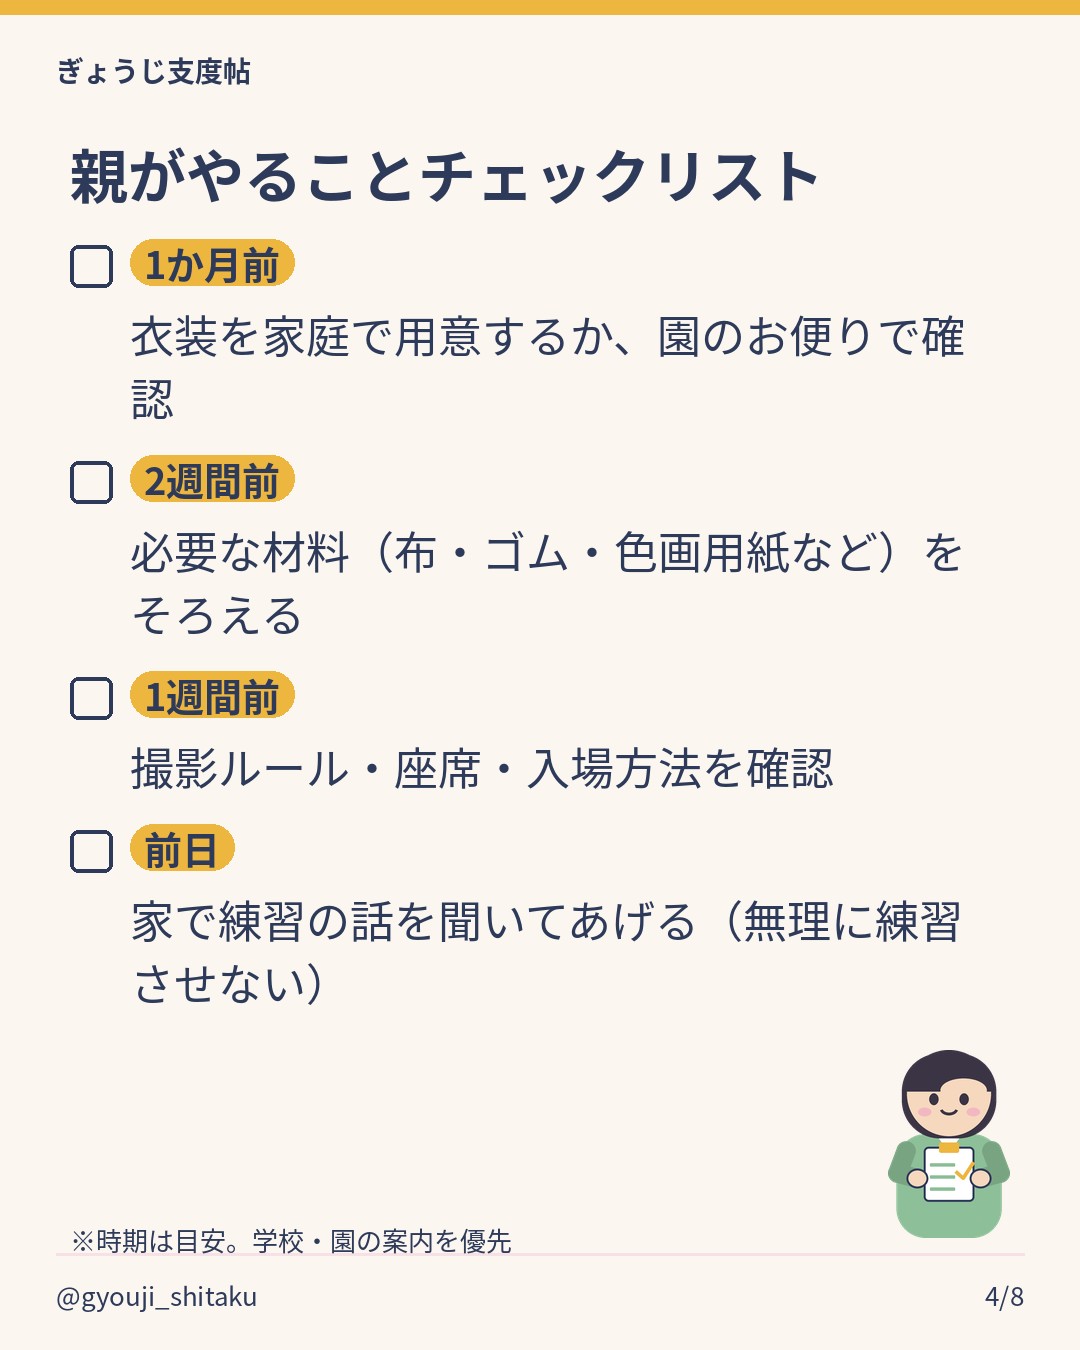 ぎょうじ支度帖
親がやることチェックリスト
1か月前
衣装を家庭で用意するか、園のお便りで確
認
2週間前
必要な材料（布・ゴム・色画用紙など）を
そろえる
1週間前
撮影ルール・座席・入場方法を確認
前日
家で練習の話を聞いてあげる（無理に練習
させない）
※時期は目安。学校・園の案内を優先
@gyouji_shitaku
4/8